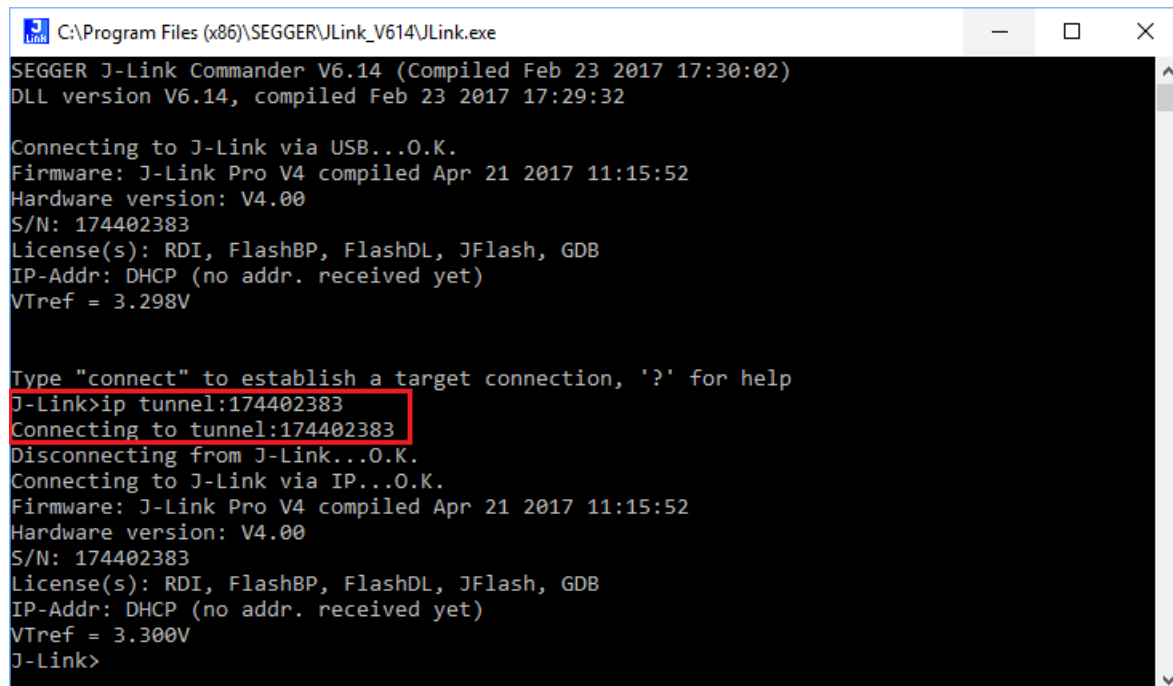 C:\Program Files (x86)\SEGGER\JLink_V614\JLink.exe
SEGGER J-Link Commander V6.14 (Compiled Feb 23 2017 17:30:02)
DLL version V6.14, compiled Feb 23 2017 17:29:32
Connecting to J-Link via USB...O.K.
Firmware: J-Link Pro V4 compiled Apr 21 2017 11:15:52
Hardware version: V4.00
S/N: 174402383
License(s): RDI, FlashBP, FlashDL, JFlash, GDB
IP-Addr: DHCP (no addr. received yet)
VTref = 3.298V
Type "connect" to establish a target connection, '?' for help
J-Link>ip tunnel:174402383
Connecting to tunnel:174402383
Disconnecting from J-Link...O.K.
Connecting to J-Link via IP...O.K.
Firmware: J-Link Pro V4 compiled Apr 21 2017 11:15:52
Hardware version: V4.00
S/N: 174402383
License(s): RDI, FlashBP, FlashDL, JFlash, GDB
IP-Addr: DHCP (no addr. received yet)
VTref = 3.300V
J-Link>